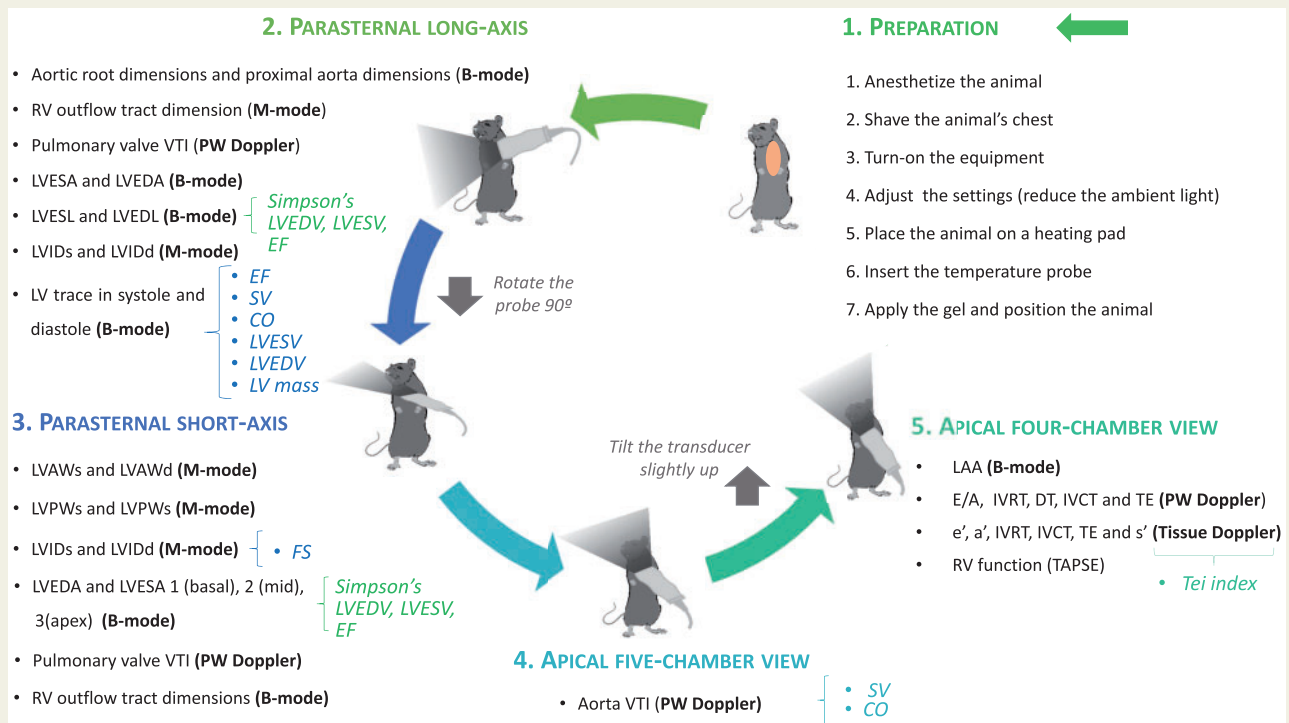 1. PREPARATION
1. Anesthetize the animal
2. Shave the animal's chest
3. Turn-on the equipment
4. Adjust the settings (reduce the ambient light)
5. Place the animal on a heating pad
6. Insert the temperature probe
7. Apply the gel and position the animal
2. PARASTERNAL LONG-AXIS
• Aortic root dimensions and proximal aorta dimensions (B-mode)
• RV outflow tract dimension (M-mode)
• Pulmonary valve VTI (PW Doppler)
• LVESA and LVEDA (B-mode)
• LVESL and LVEDL (B-mode)
Simpson's
LVEDV, LVESV,
EF
• LVIDs and LVIDd (M-mode)
• LV trace in systole and
diastole (B-mode)
• EF
• SV
• CO
• LVESV
• LVEDV
• LV mass
Rotate the
probe 90º
3. PARASTERNAL SHORT-AXIS
• LVAWs and LVAWd (M-mode)
• LVPWs and LVPWs (M-mode)
• LVIDs and LVIDd (M-mode)
• FS
• LVEDA and LVESA 1 (basal), 2 (mid),
3(apex) (B-mode)
Simpson's
LVEDV, LVESV,
EF
• Pulmonary valve VTI (PW Doppler)
• RV outflow tract dimensions (B-mode)
4. APICAL FIVE-CHAMBER VIEW
• Aorta VTI (PW Doppler)
• SV
• CO
Tilt the transducer
slightly up
5. APICAL FOUR-CHAMBER VIEW
• LAA (B-mode)
• E/A, IVRT, DT, IVCT and TE (PW Doppler)
• e', a', IVRT, IVCT, TE and s' (Tissue Doppler)
• RV function (TAPSE)
• Tei index